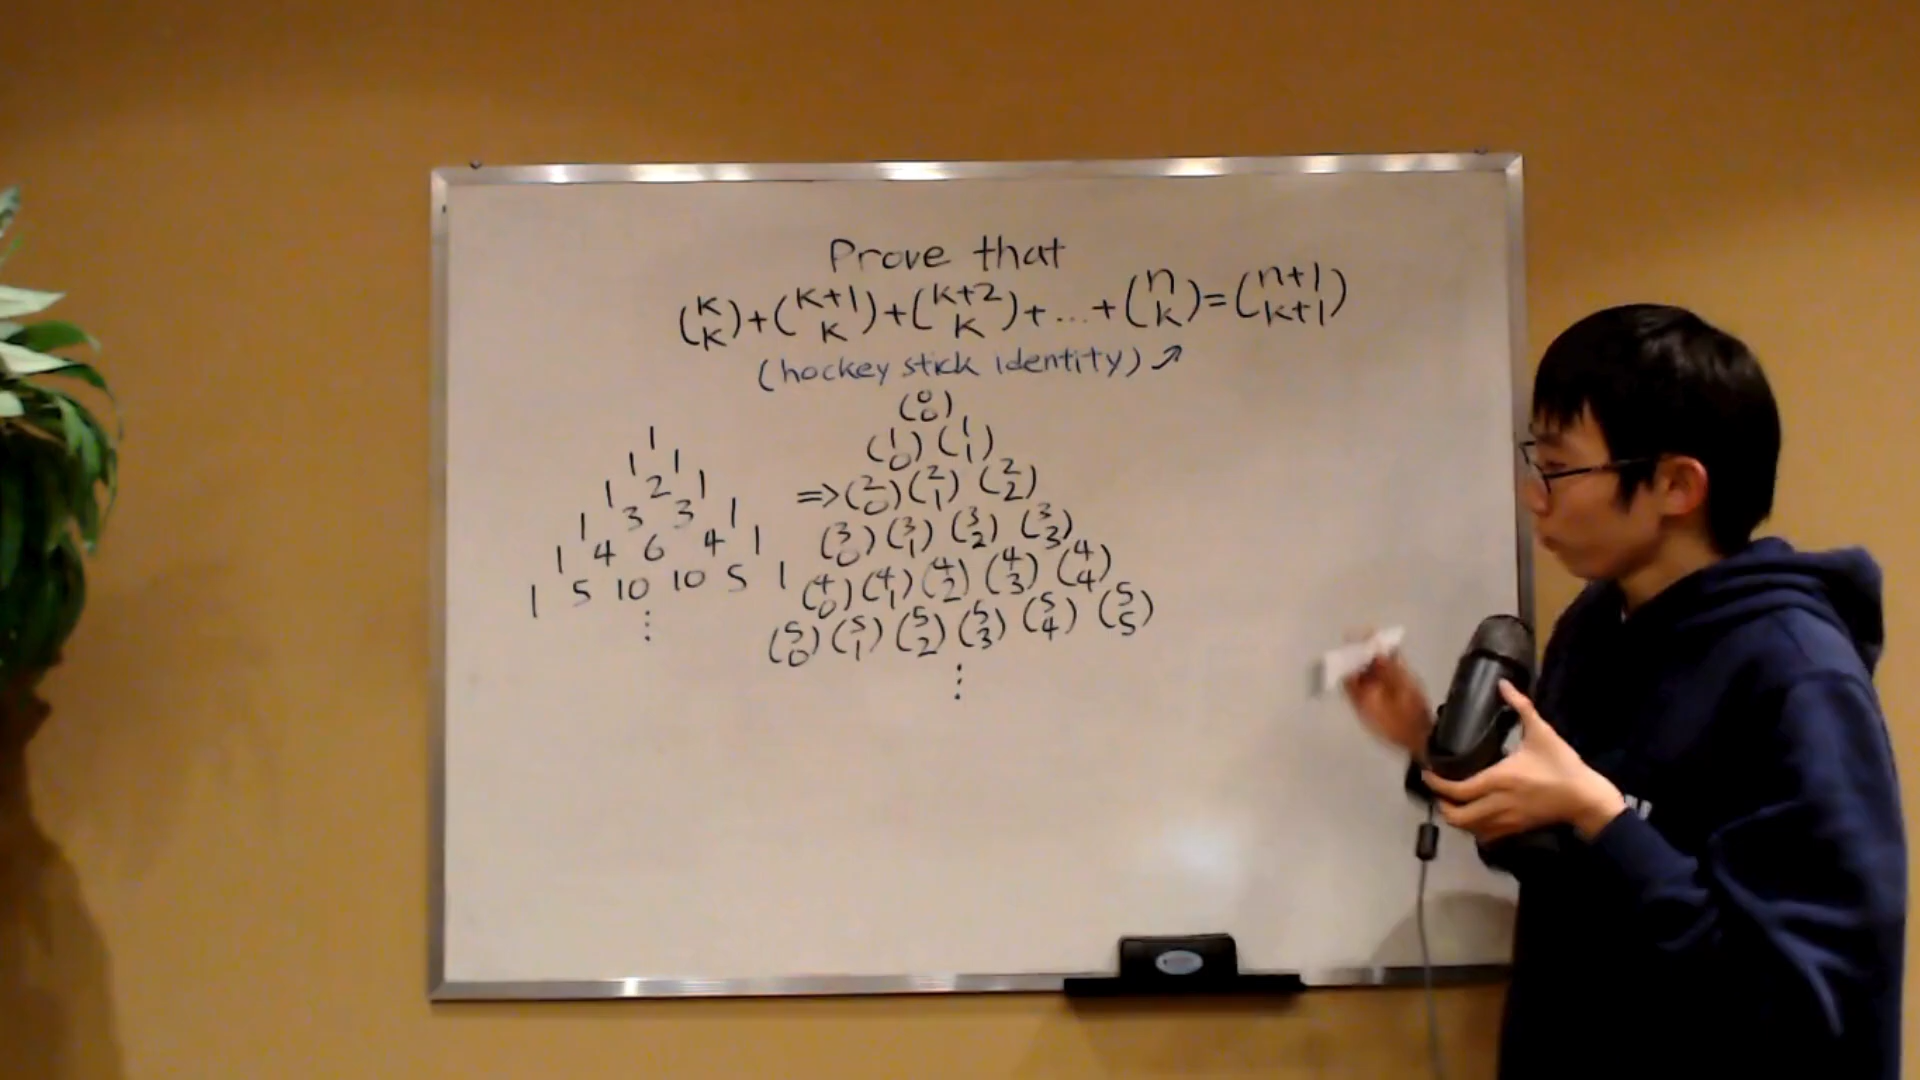 Prove that
(k k)+(k+1 k)+(k+2 k)+...+(n k)=(n+1 k+1)
(hockey stick identity)↗
1
1 1
1 2 1
1 3 3 1
1 4 6 4 1
1 5 10 10 5 1
⋮
(0 0)
(1 0) (1 1)
=>(2 0) (2 1) (2 2)
(3 0) (3 1) (3 2) (3 3)
(4 0) (4 1) (4 2) (4 3) (4 4)
(5 0) (5 1) (5 2) (5 3) (5 4) (5 5)
⋮